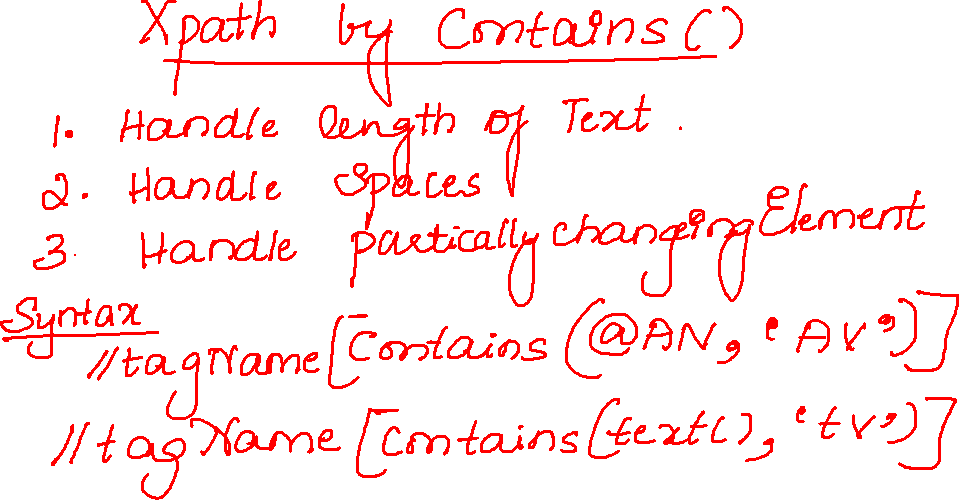 Xpath by Contains()
1. Handle length of Text.
2. Handle Spaces
3. Handle partically changing Element
Syntax
//tagName[Contains(@AN, 'AV')]
//tagName[Contains(text(), 'tv')]